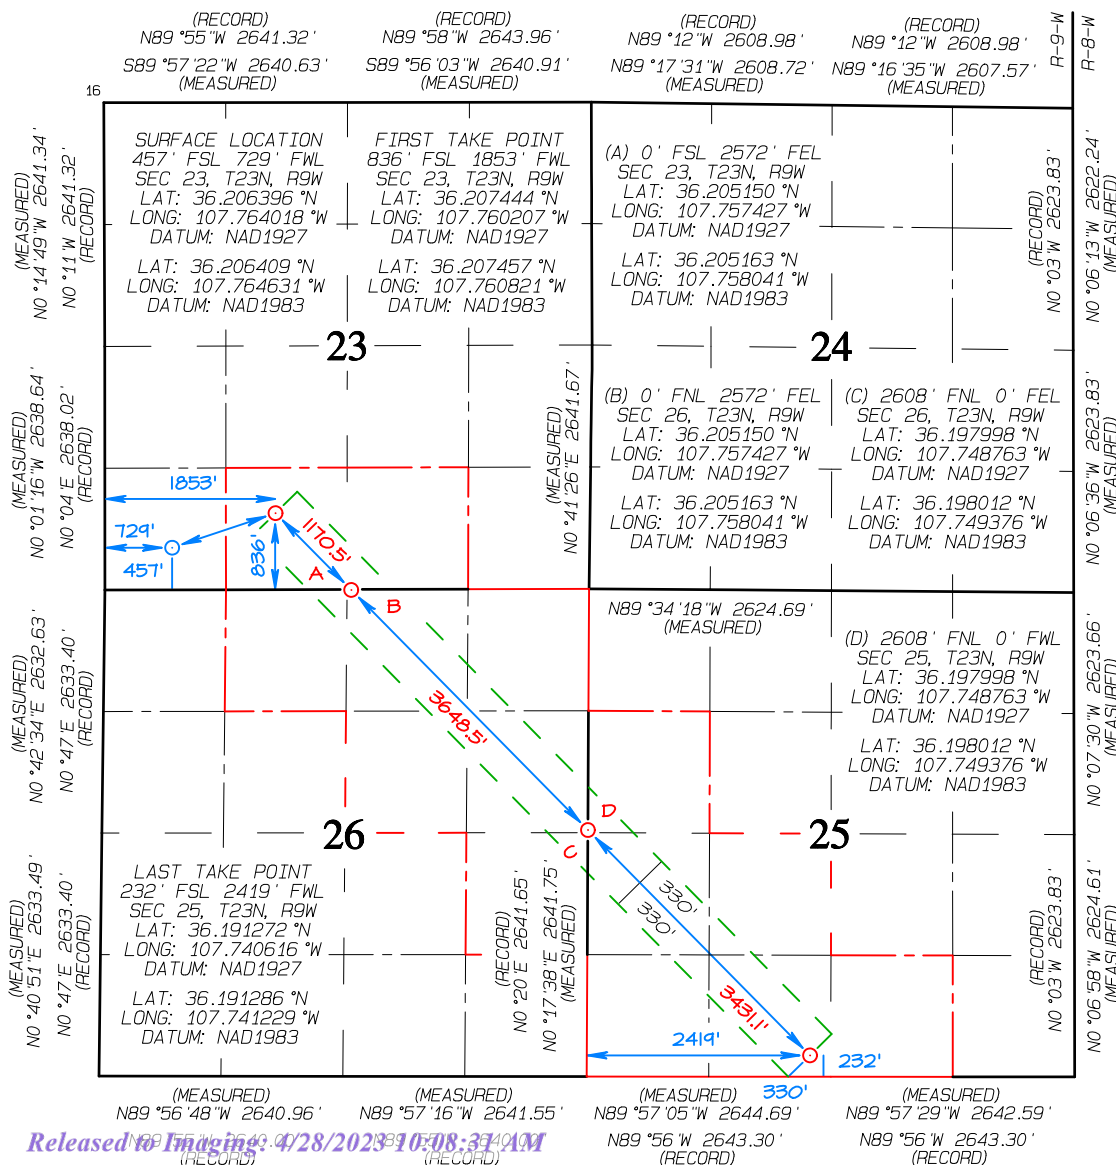 (RECORD)
N89°55'W 2641.32'
S89°57'22"W 2640.63'
(MEASURED)
(RECORD)
N89°58'W 2643.96'
S89°56'03"W 2640.91'
(MEASURED)
(RECORD)
N89°12'W 2608.98'
N89°17'31"W 2608.72'
(MEASURED)
(RECORD)
N89°12'W 2608.98'
N89°16'35"W 2607.57'
(MEASURED)
R-9-W
R-8-W
16
(MEASURED)
N0°14'49"W 2641.34'
N0°11'W 2641.32'
(RECORD)
SURFACE LOCATION
457' FSL 729' FWL
SEC 23, T23N, R9W
LAT: 36.206396°N
LONG: 107.764018°W
DATUM: NAD1927
LAT: 36.206409°N
LONG: 107.764631°W
DATUM: NAD1983
FIRST TAKE POINT
836' FSL 1853' FWL
SEC 23, T23N, R9W
LAT: 36.207444°N
LONG: 107.760207°W
DATUM: NAD1927
LAT: 36.207457°N
LONG: 107.760821°W
DATUM: NAD1983
(A) 0' FSL 2572' FEL
SEC 23, T23N, R9W
LAT: 36.205150°N
LONG: 107.757427°W
DATUM: NAD1927
LAT: 36.205163°N
LONG: 107.758041°W
DATUM: NAD1983
(RECORD)
N0°03'W 2623.83'
N0°06'13"W 2622.24'
(MEASURED)
23
24
(MEASURED)
N0°01'16"W 2638.64'
N0°04'E 2638.02'
(RECORD)
(MEASURED)
N0°41'26"E 2641.67'
(B) 0' FNL 2572' FEL
SEC 26, T23N, R9W
LAT: 36.205150°N
LONG: 107.757427°W
DATUM: NAD1927
LAT: 36.205163°N
LONG: 107.758041°W
DATUM: NAD1983
(C) 2608' FNL 0' FEL
SEC 26, T23N, R9W
LAT: 36.197998°N
LONG: 107.748763°W
DATUM: NAD1927
LAT: 36.198012°N
LONG: 107.749376°W
DATUM: NAD1983
N0°06'36"W 2623.83'
(MEASURED)
1853'
729'
457'
836'
1170.5'
A
B
N89°34'18"W 2624.69'
(MEASURED)
(MEASURED)
N0°42'34"E 2632.63'
N0°47'E 2633.40'
(RECORD)
3648.5'
(D) 2608' FNL 0' FWL
SEC 25, T23N, R9W
LAT: 36.197998°N
LONG: 107.748763°W
DATUM: NAD1927
LAT: 36.198012°N
LONG: 107.749376°W
DATUM: NAD1983
N0°07'30"W 2623.66'
(MEASURED)
26
D
C
25
(MEASURED)
N0°40'51"E 2633.49'
N0°47'E 2633.40'
(RECORD)
LAST TAKE POINT
232' FSL 2419' FWL
SEC 25, T23N, R9W
LAT: 36.191272°N
LONG: 107.740616°W
DATUM: NAD1927
LAT: 36.191286°N
LONG: 107.741229°W
DATUM: NAD1983
(RECORD)
N0°20'E 2641.65'
N0°17'38"E 2641.75'
(MEASURED)
330'
330'
3431.1'
2419'
232'
330'
(RECORD)
N0°03'W 2623.83'
N0°06'58"W 2624.61'
(MEASURED)
(MEASURED)
N89°56'48"W 2640.96'
(MEASURED)
N89°57'16"W 2641.55'
(MEASURED)
N89°57'05"W 2644.69'
N89°56'W 2643.30'
(RECORD)
(MEASURED)
N89°57'29"W 2642.59'
N89°56'W 2643.30'
(RECORD)
(RECORD)
(RECORD)
Released to Imaging: 4/28/2023 10:08:31 AM